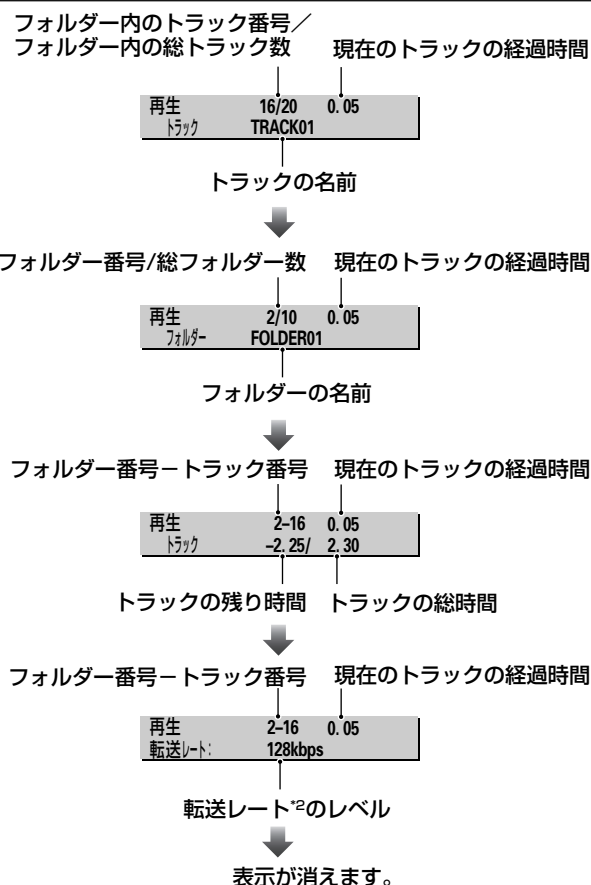 フォルダー内のトラック番号／
フォルダー内の総トラック数 現在のトラックの経過時間
再生 16/20 0. 05
トラック TRACK01
トラックの名前
フォルダー番号/総フォルダー数 現在のトラックの経過時間
再生 2/10 0. 05
フォルダー FOLDER01
フォルダーの名前
フォルダー番号－トラック番号 現在のトラックの経過時間
再生 2–16 0. 05
トラック –2. 25/ 2. 30
トラックの残り時間 トラックの総時間
フォルダー番号－トラック番号 現在のトラックの経過時間
再生 2–16 0. 05
転送レート: 128kbps
転送レート*2のレベル
表示が消えます。